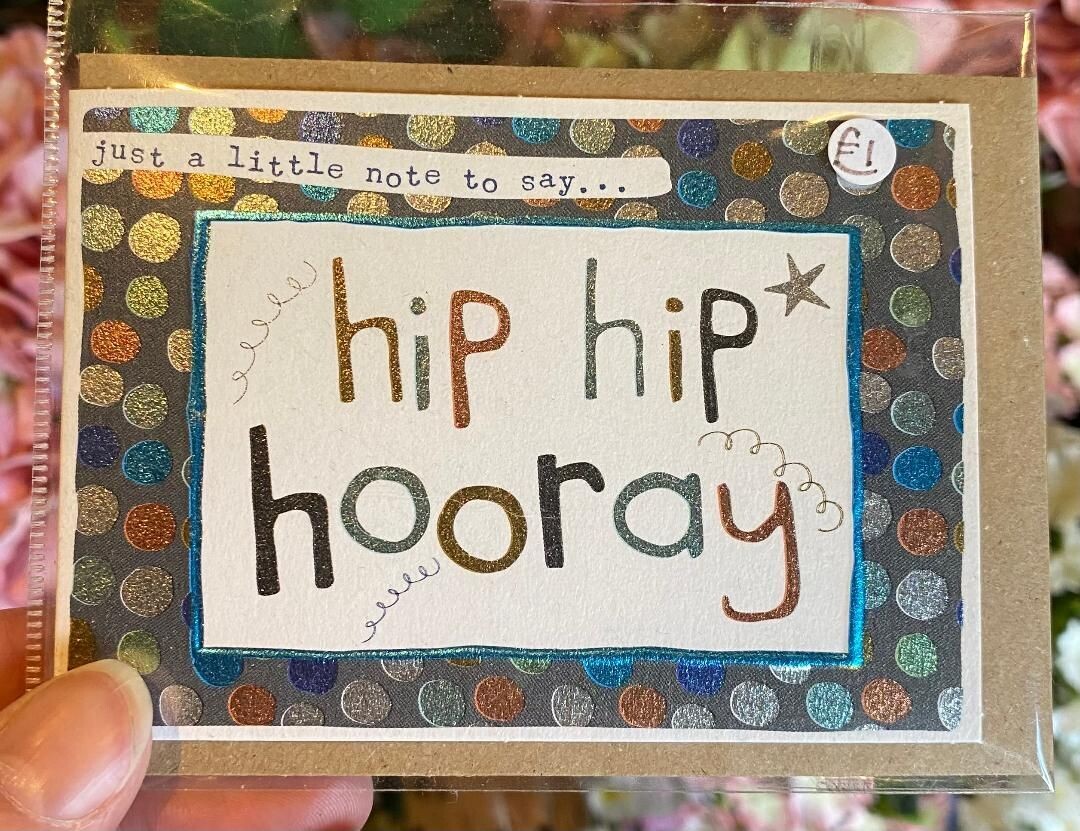 just a little note to say...
£1
hip hip
hooray